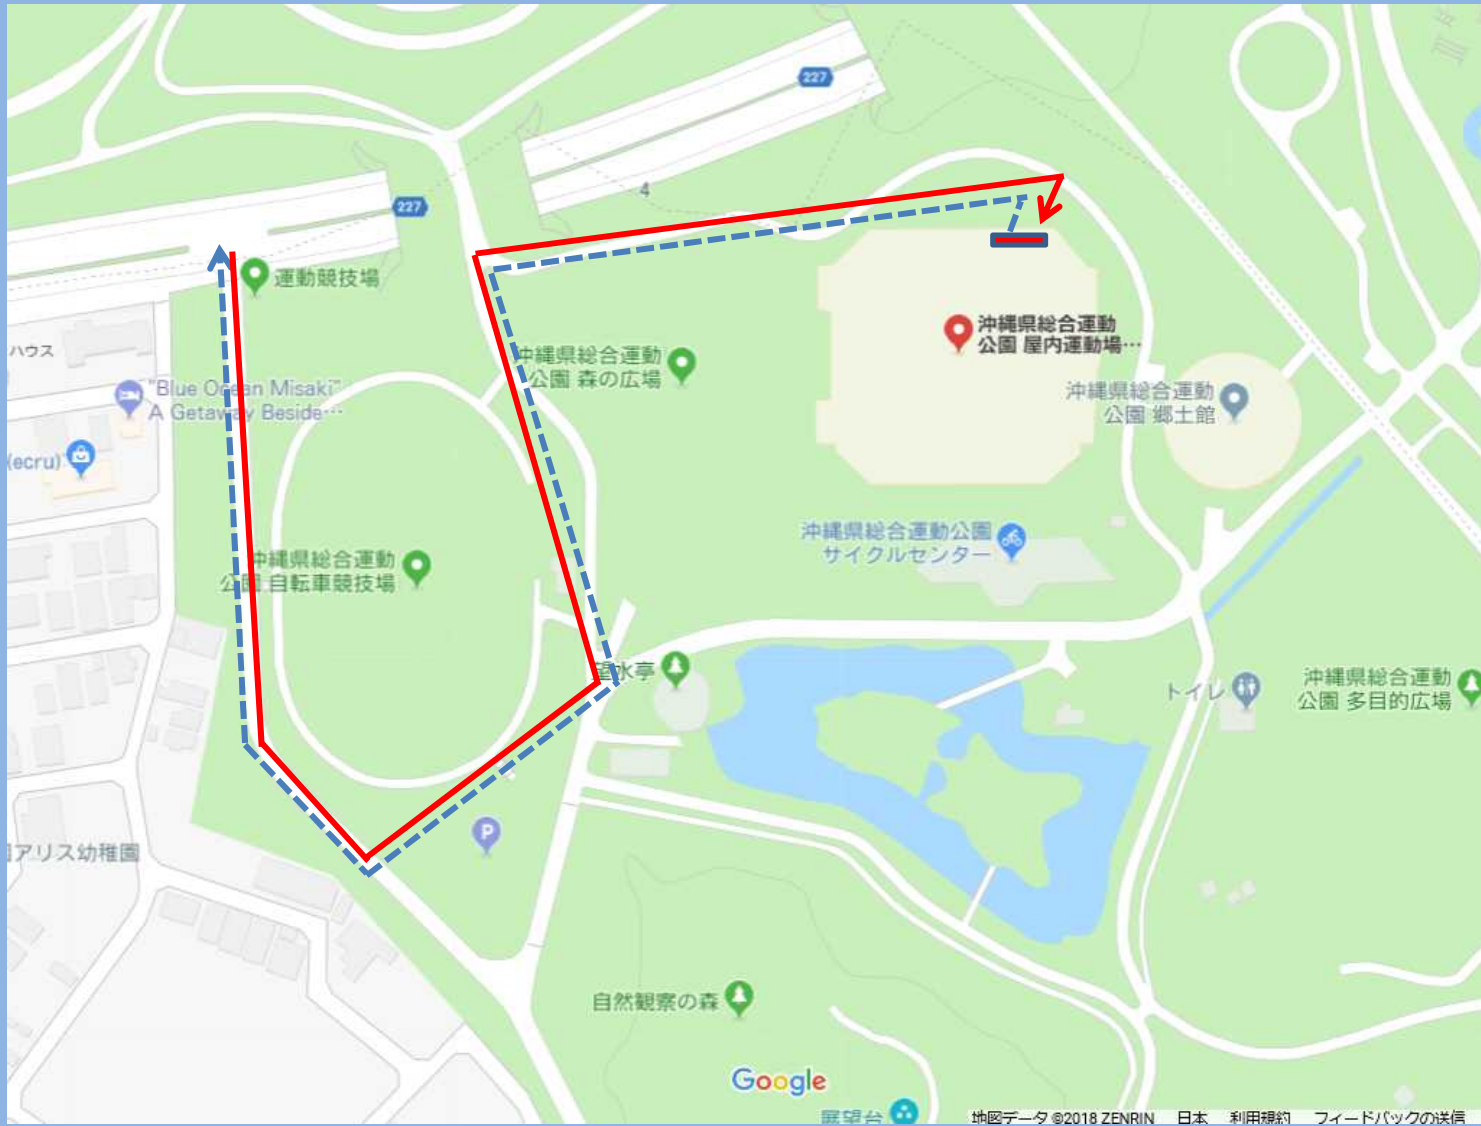 227
4
227
運動競技場
沖縄県総合運動
公園 屋内運動場…
ハウス
沖縄県総合運動
公園 森の広場
"Blue Ocean Misaki"
A Getaway Beside…
沖縄県総合運動
公園 郷土館
(ecru)
沖縄県総合運動公園
サイクルセンター
沖縄県総合運動
公園 自転車競技場
望水亭
トイレ
沖縄県総合運動
公園 多目的広場
P
アリス幼稚園
自然観察の森
Google
展望台
地図データ ©2018 ZENRIN 日本 利用規約 フィードバックの送信